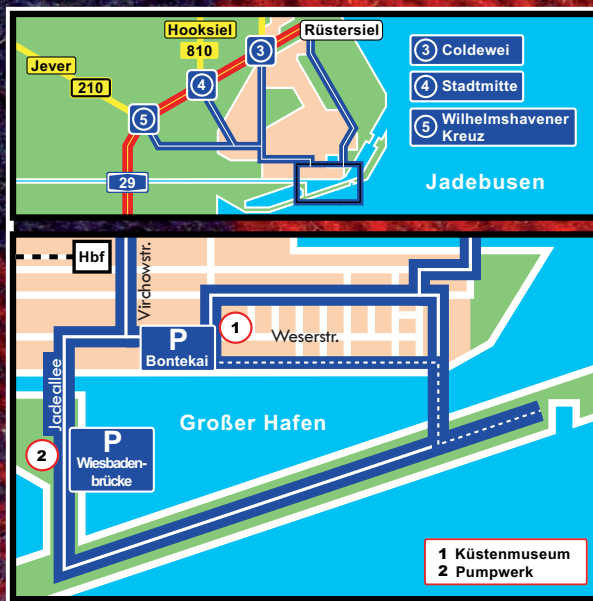 Hooksiel
810
Rüstersiel
Jever
210
3
4
5
29
3 Coldewei
4 Stadtmitte
5 Wilhelmshavener
Kreuz
Jadebusen
Hbf
Virchowstr.
1
Weserstr.
P
Bontekai
Jadeallee
Großer Hafen
2
P
Wiesbaden-
brücke
1 Küstenmuseum
2 Pumpwerk